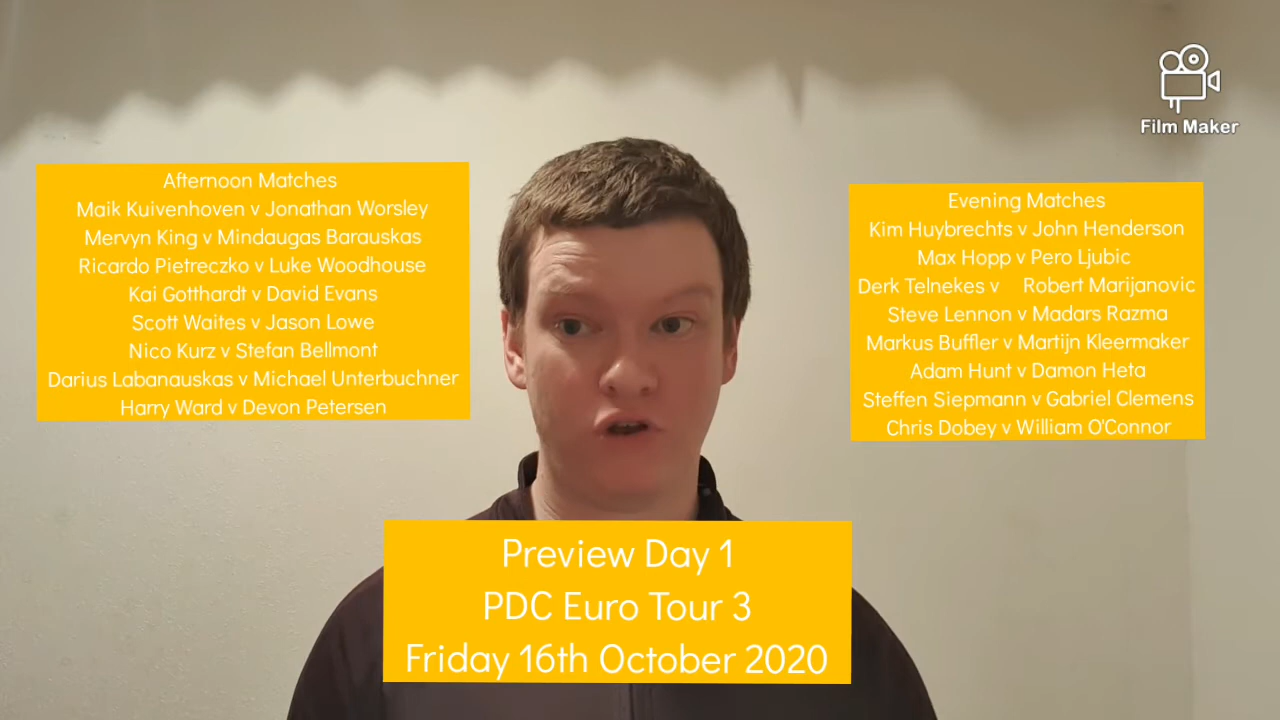 Film Maker
Afternoon Matches
Maik Kuivenhoven v Jonathan Worsley
Mervyn King v Mindaugas Barauskas
Ricardo Pietreczko v Luke Woodhouse
Kai Gotthardt v David Evans
Scott Waites v Jason Lowe
Nico Kurz v Stefan Bellmont
Darius Labanauskas v Michael Unterbuchner
Harry Ward v Devon Petersen
Evening Matches
Kim Huybrechts v John Henderson
Max Hopp v Pero Ljubic
Derk Telnekes v Robert Marijanovic
Steve Lennon v Madars Razma
Markus Buffler v Martijn Kleermaker
Adam Hunt v Damon Heta
Steffen Siepmann v Gabriel Clemens
Chris Dobey v William O'Connor
Preview Day 1
PDC Euro Tour 3
Friday 16th October 2020